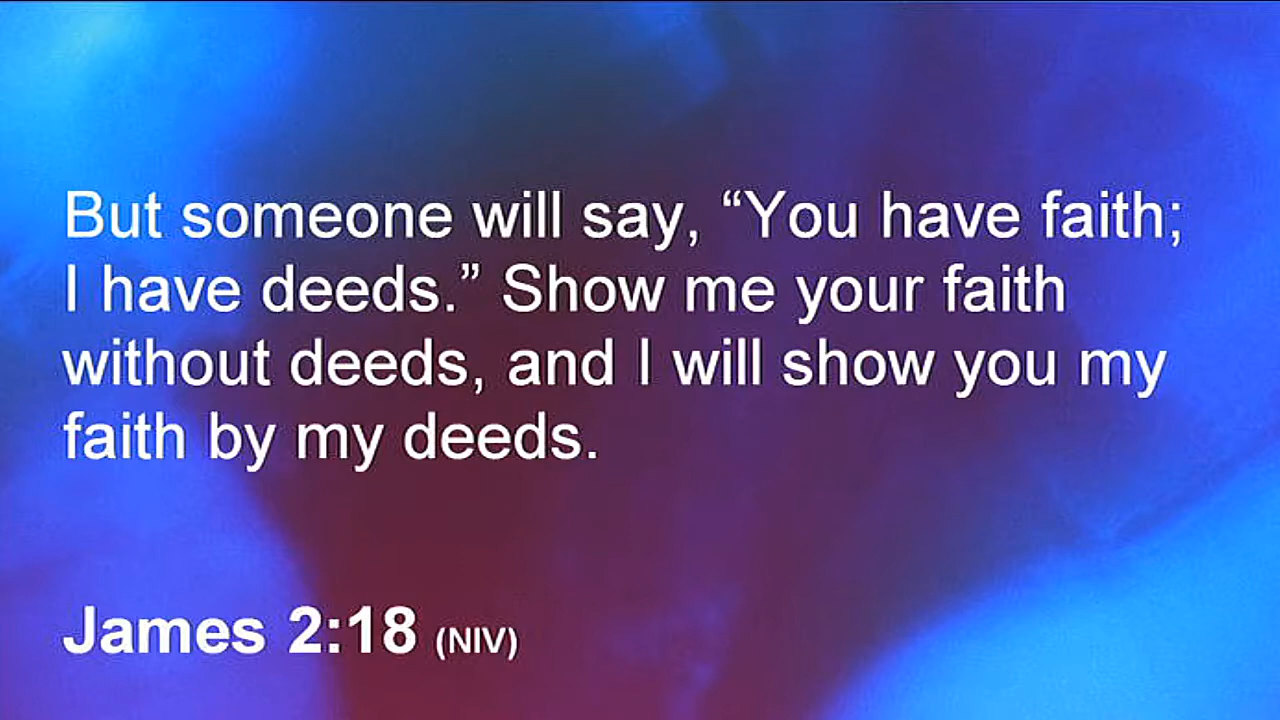 But someone will say, “You have faith;
I have deeds.” Show me your faith
without deeds, and I will show you my
faith by my deeds.
James 2:18 (NIV)